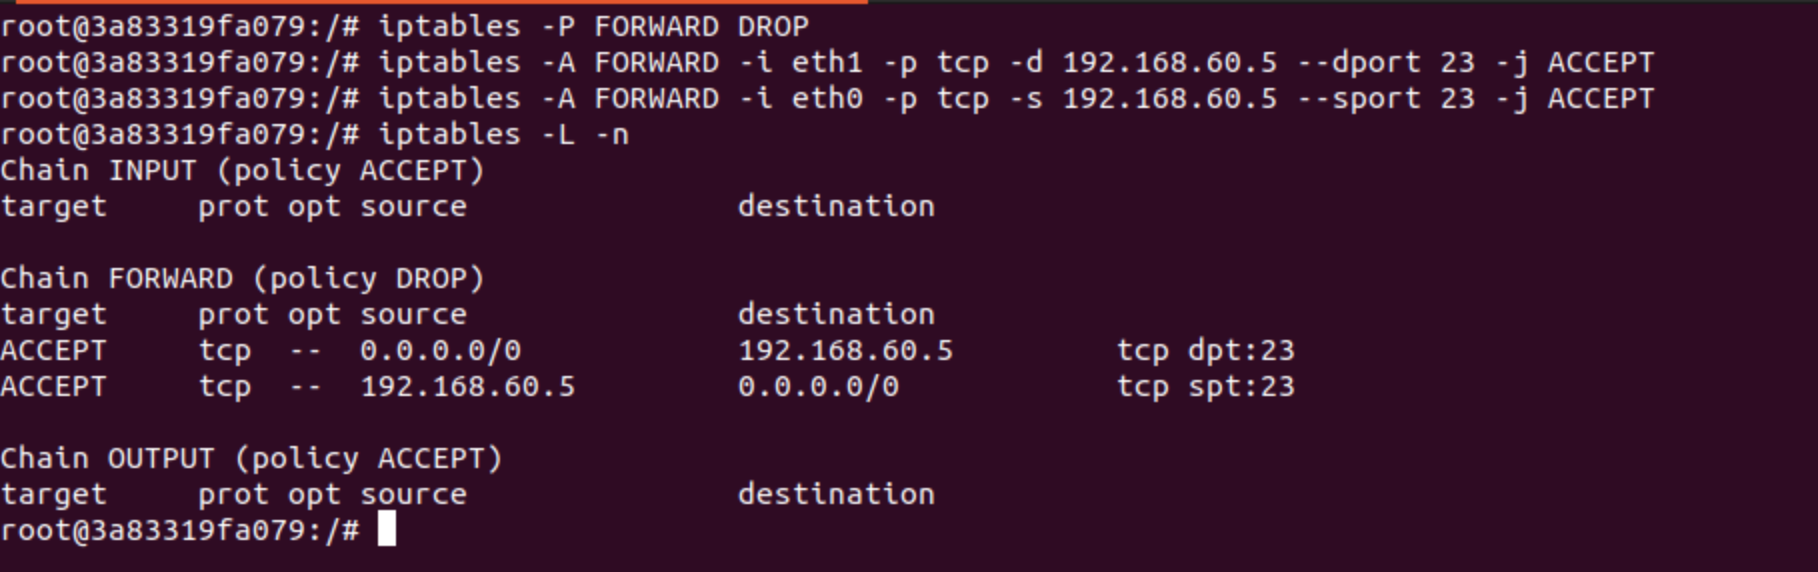 root@3a83319fa079:/# iptables -P FORWARD DROP
root@3a83319fa079:/# iptables -A FORWARD -i eth1 -p tcp -d 192.168.60.5 --dport 23 -j ACCEPT
root@3a83319fa079:/# iptables -A FORWARD -i eth0 -p tcp -s 192.168.60.5 --sport 23 -j ACCEPT
root@3a83319fa079:/# iptables -L -n
Chain INPUT (policy ACCEPT)
target     prot opt source               destination

Chain FORWARD (policy DROP)
target     prot opt source               destination
ACCEPT     tcp  --  0.0.0.0/0            192.168.60.5         tcp dpt:23
ACCEPT     tcp  --  192.168.60.5         0.0.0.0/0            tcp spt:23

Chain OUTPUT (policy ACCEPT)
target     prot opt source               destination
root@3a83319fa079:/#